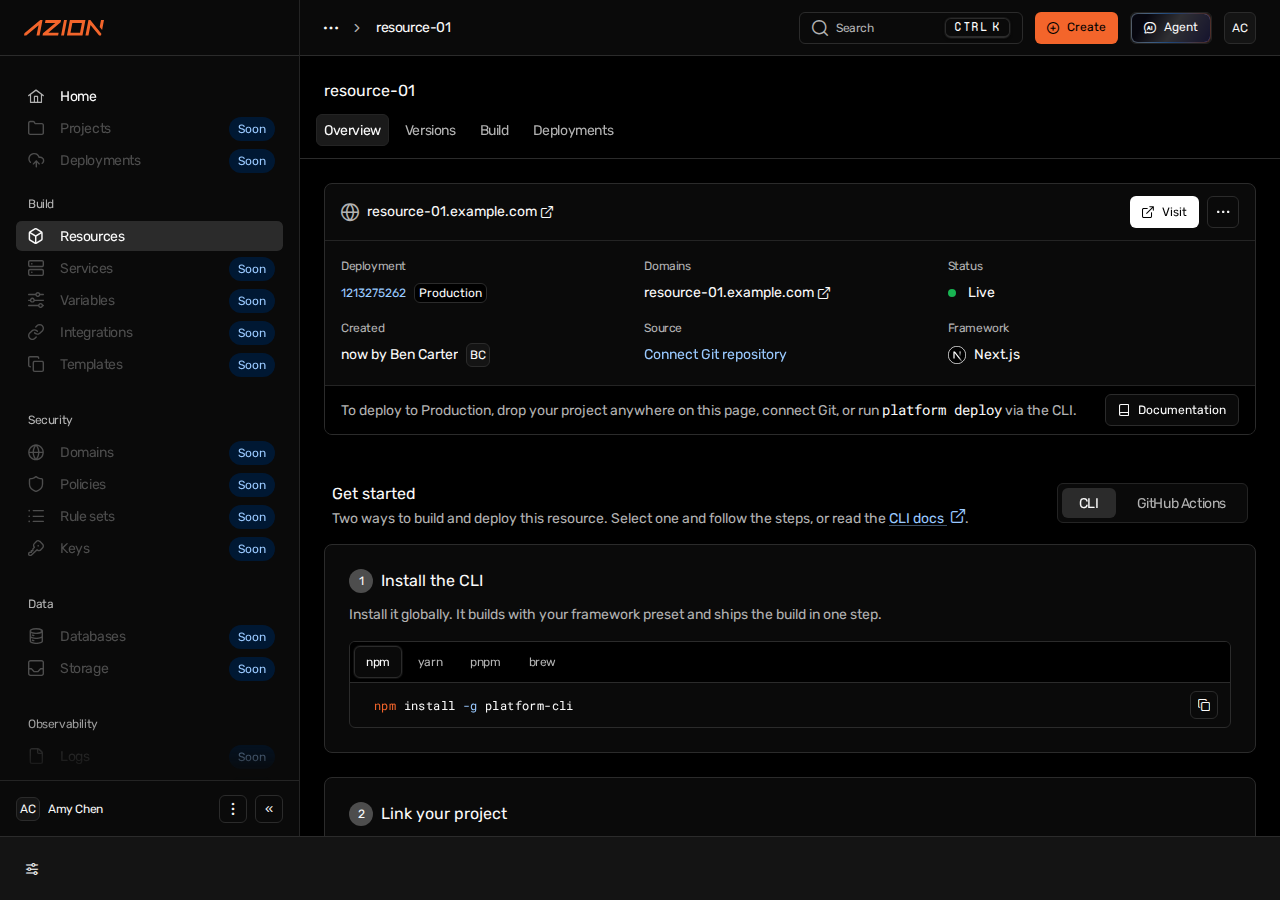 AZION
resource-01
Search
CTRL K
Create
Agent
AC
Home
Projects
Soon
Deployments
Soon
Build
Resources
Services
Soon
Variables
Soon
Integrations
Soon
Templates
Soon
Security
Domains
Soon
Policies
Soon
Rule sets
Soon
Keys
Soon
Data
Databases
Soon
Storage
Soon
Observability
Logs
Soon
AC
Amy Chen
resource-01
Overview
Versions
Build
Deployments
resource-01.example.com
Visit
Deployment
Domains
Status
1213275262
Production
resource-01.example.com
Live
Created
Source
Framework
now by Ben Carter
BC
Connect Git repository
Next.js
To deploy to Production, drop your project anywhere on this page, connect Git, or run platform deploy via the CLI.
Documentation
Get started
Two ways to build and deploy this resource. Select one and follow the steps, or read the CLI docs.
CLI
GitHub Actions
1
Install the CLI
Install it globally. It builds with your framework preset and ships the build in one step.
npm
yarn
pnpm
brew
npm install -g platform-cli
2
Link your project